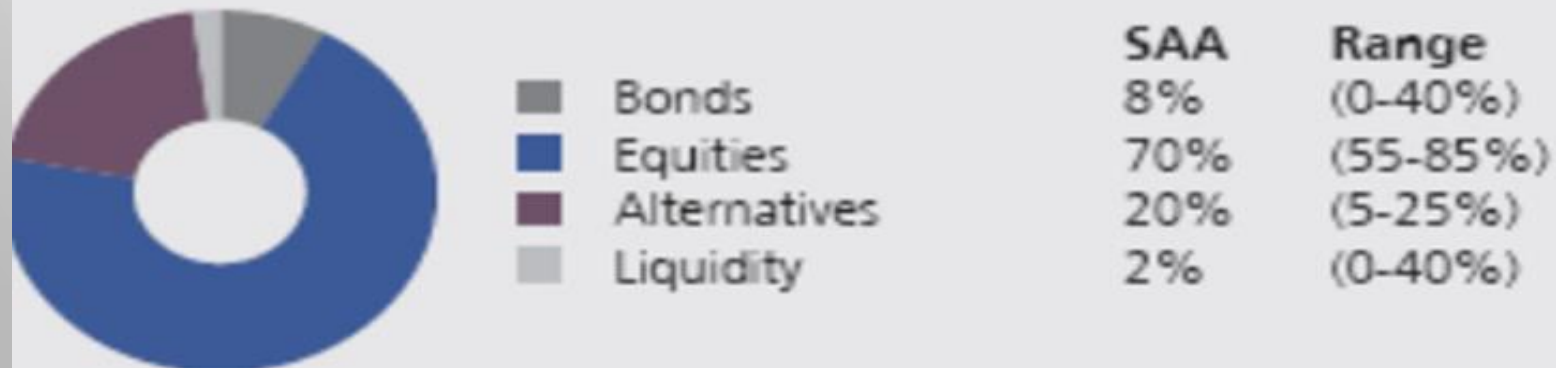 SAA Range
Bonds 8% (0-40%)
Equities 70% (55-85%)
Alternatives 20% (5-25%)
Liquidity 2% (0-40%)